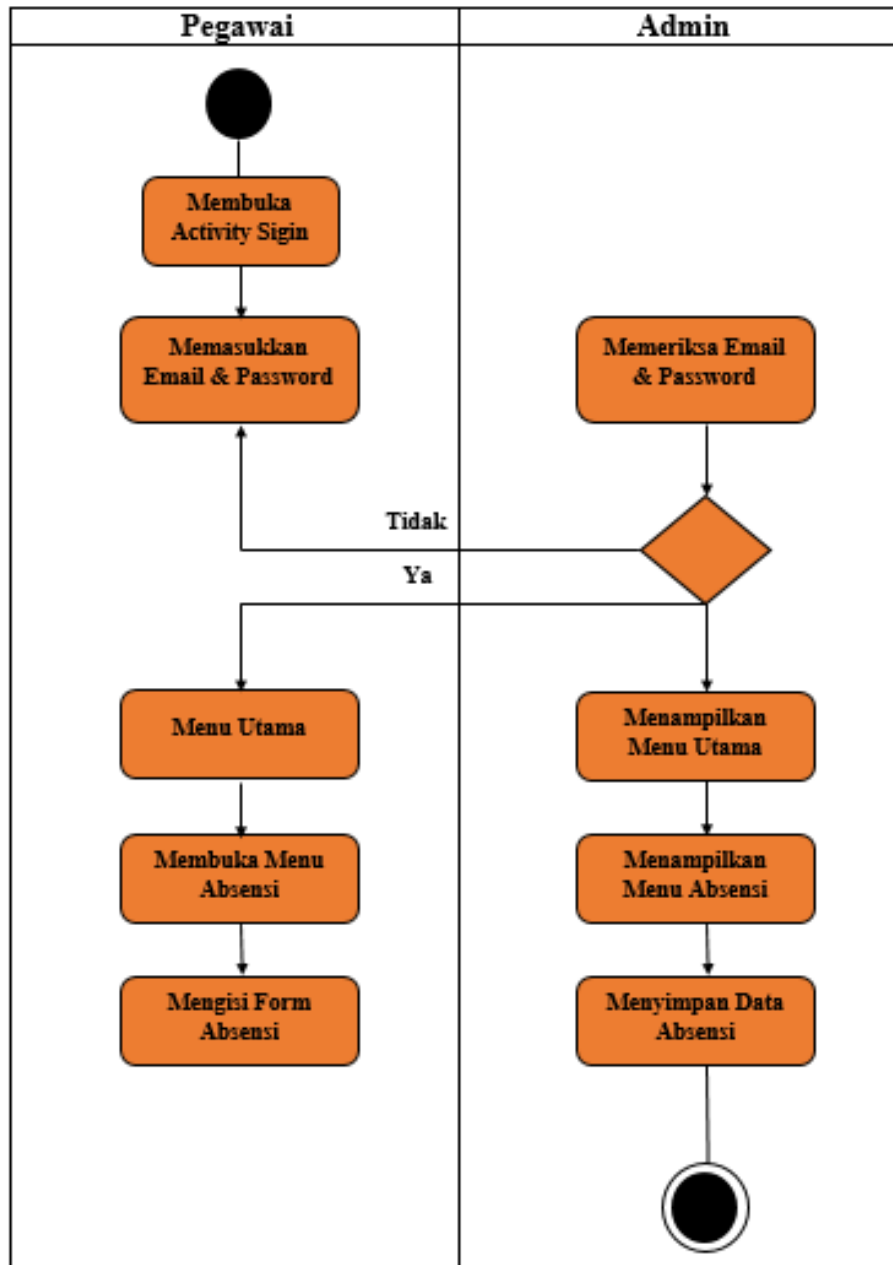 Pegawai
Admin
Membuka
Activity Sigin
Memasukkan
Email & Password
Memeriksa Email
& Password
Tidak
Ya
Menu Utama
Menampilkan
Menu Utama
Membuka Menu
Absensi
Menampilkan
Menu Absensi
Mengisi Form
Absensi
Menyimpan Data
Absensi